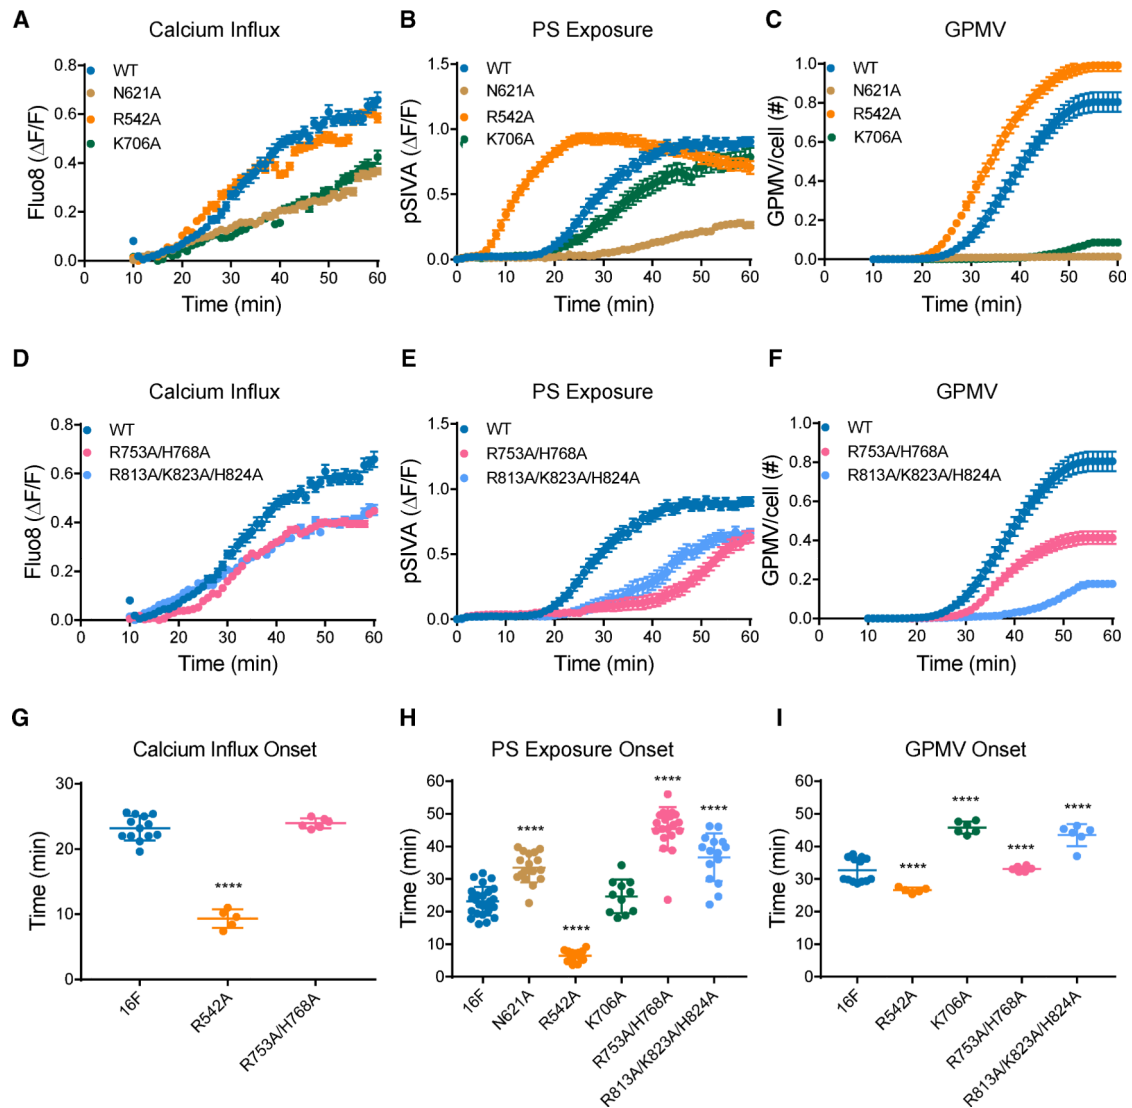 A
Calcium Influx
Fluo8 (ΔF/F)
0.8
0.6
0.4
0.2
0.0
WT
N621A
R542A
K706A
0 10 20 30 40 50 60
Time (min)
B
PS Exposure
pSIVA (ΔF/F)
1.5
1.0
0.5
0.0
WT
N621A
R542A
K706A
0 10 20 30 40 50 60
Time (min)
C
GPMV
GPMV/cell (#)
1.0
0.8
0.6
0.4
0.2
0.0
WT
N621A
R542A
K706A
0 10 20 30 40 50 60
Time (min)
D
Calcium Influx
Fluo8 (ΔF/F)
0.8
0.6
0.4
0.2
0.0
WT
R753A/H768A
R813A/K823A/H824A
0 10 20 30 40 50 60
Time (min)
E
PS Exposure
pSIVA (ΔF/F)
1.5
1.0
0.5
0.0
WT
R753A/H768A
R813A/K823A/H824A
0 10 20 30 40 50 60
Time (min)
F
GPMV
GPMV/cell (#)
1.0
0.8
0.6
0.4
0.2
0.0
WT
R753A/H768A
R813A/K823A/H824A
0 10 20 30 40 50 60
Time (min)
G
Calcium Influx Onset
Time (min)
30
20
10
0
****
16F
R542A
R753A/H768A
H
PS Exposure Onset
Time (min)
60
50
40
30
20
10
0
****
****
****
****
16F
N621A
R542A
K706A
R753A/H768A
R813A/K823A/H824A
I
GPMV Onset
Time (min)
60
50
40
30
20
10
0
****
****
****
****
16F
R542A
K706A
R753A/H768A
R813A/K823A/H824A